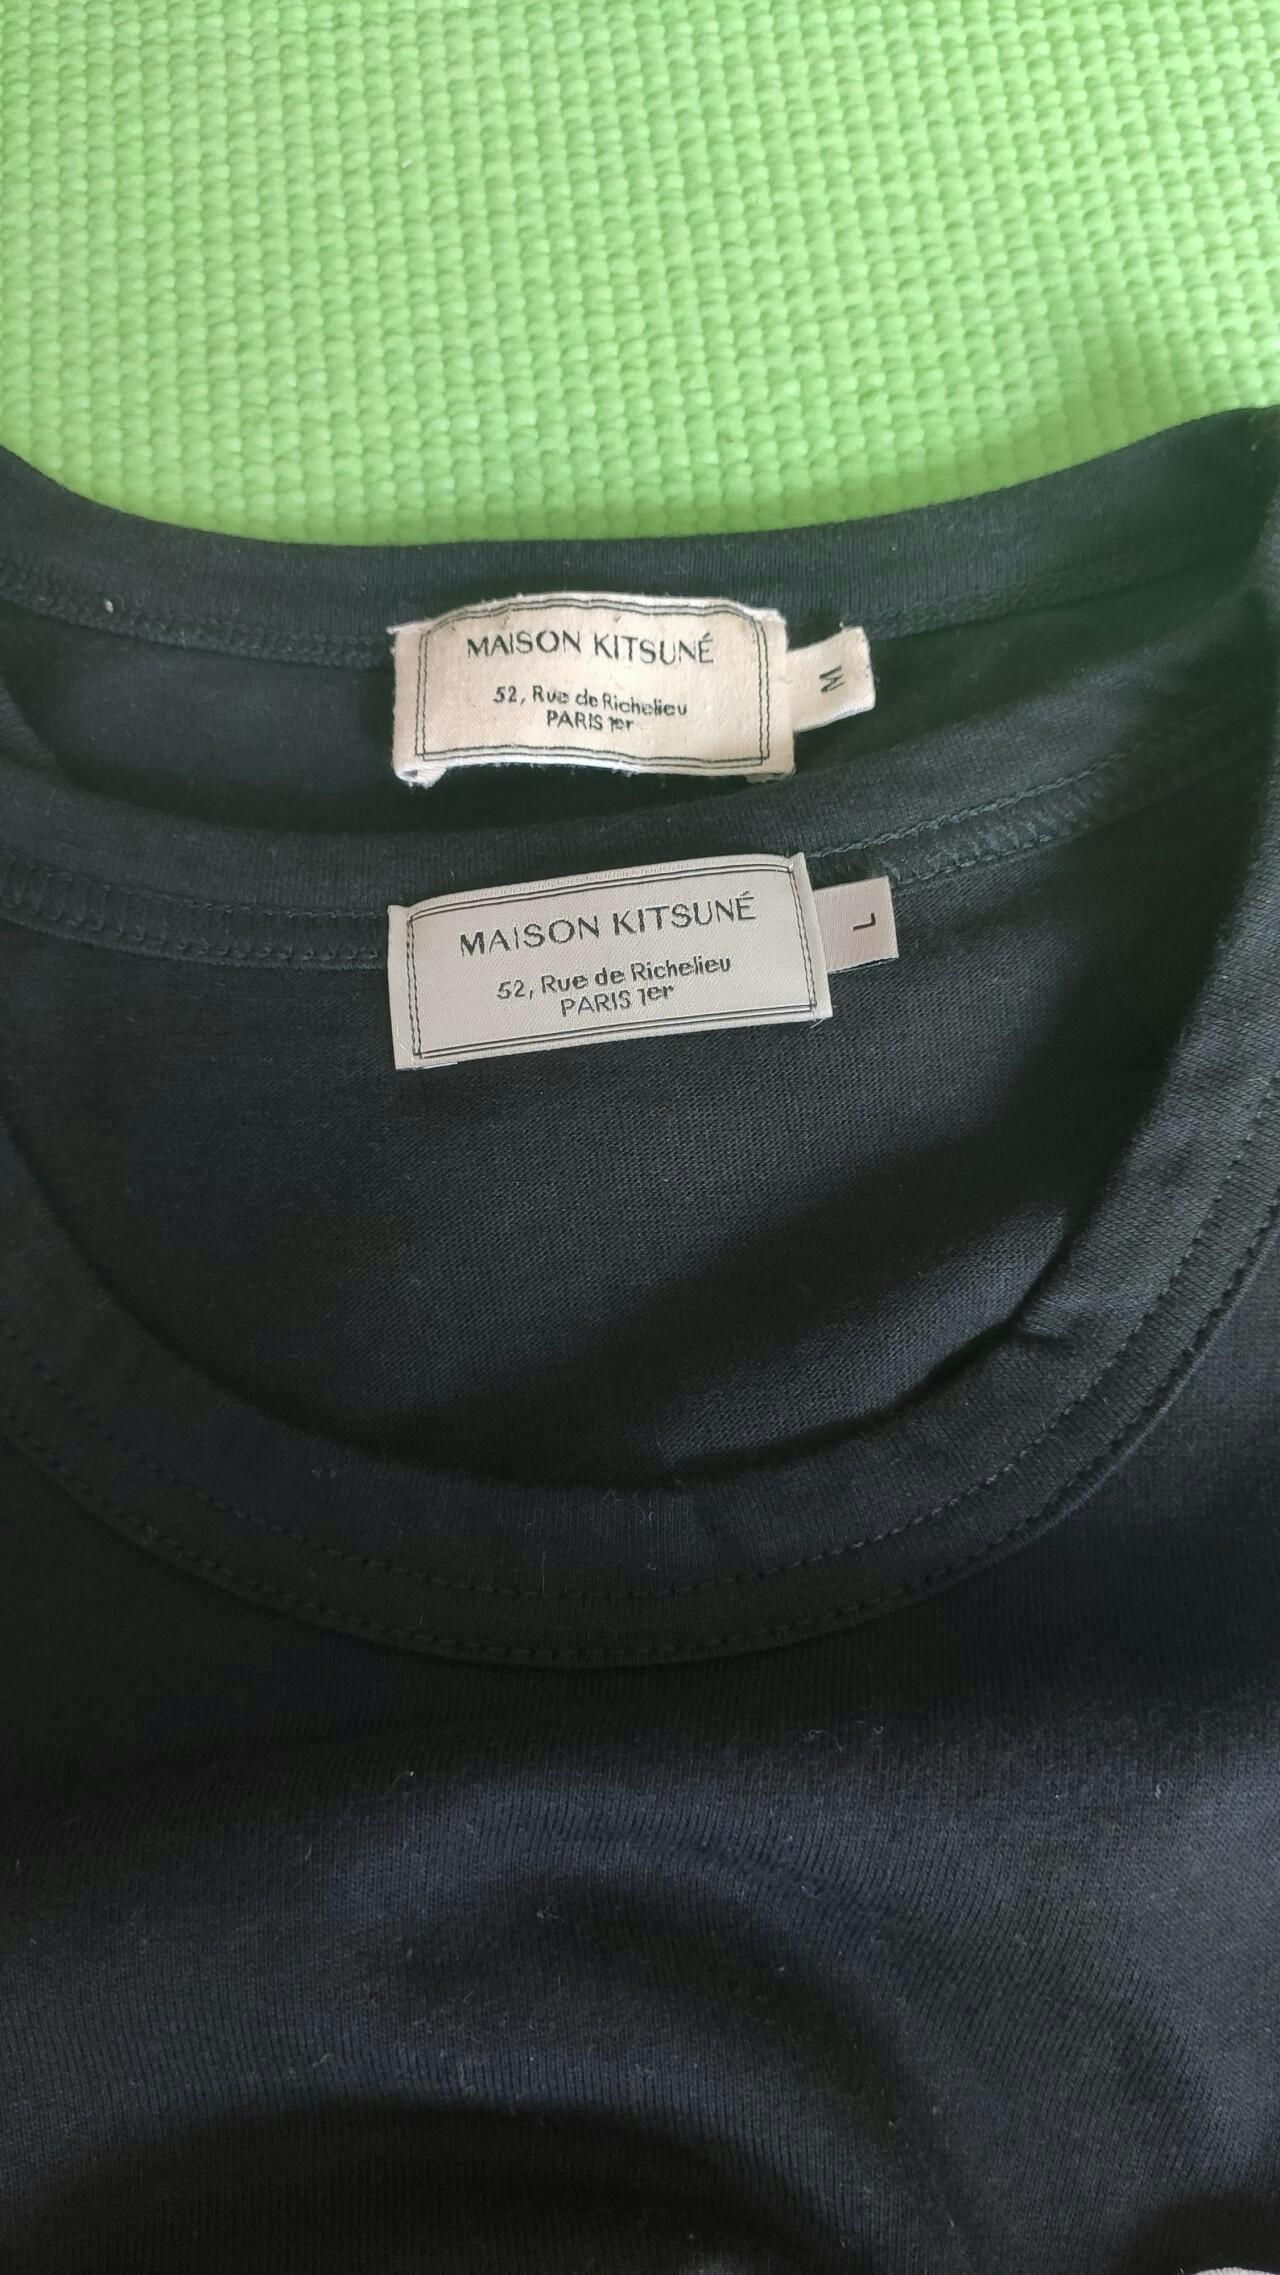 MAISON KITSUNÉ
52, Rue de Richelieu
PARIS 1er
M
MAISON KITSUNÉ
52, Rue de Richelieu
PARIS 1er
L